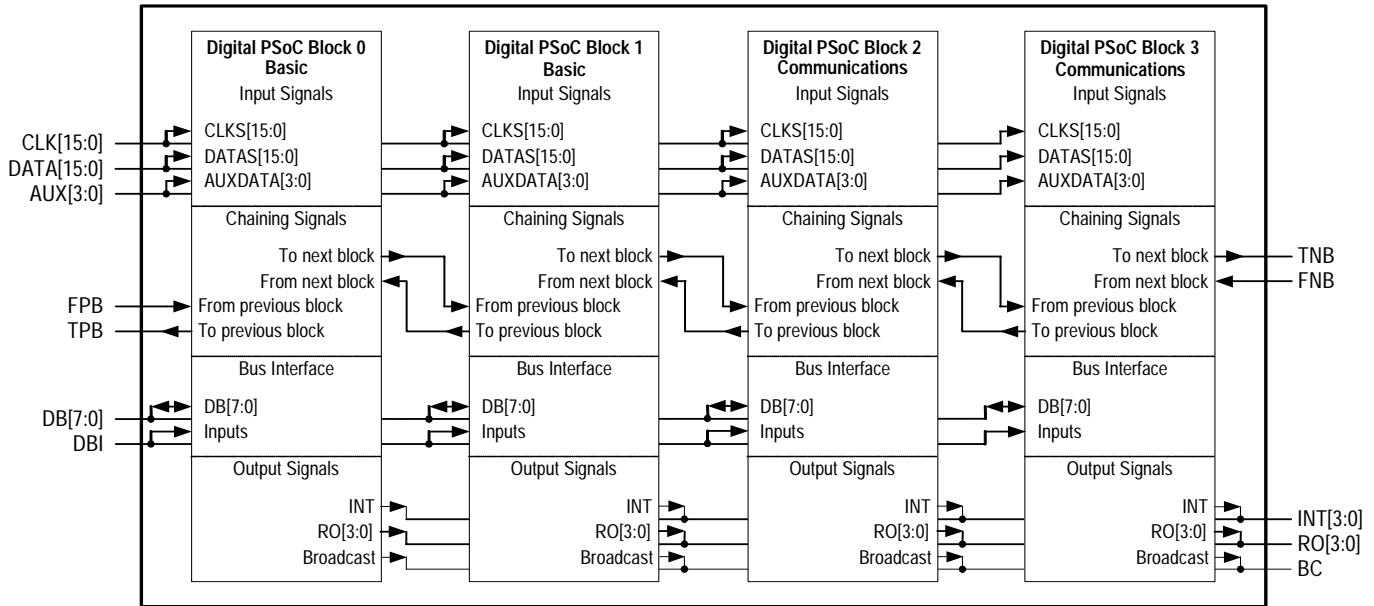 Digital PSoC Block 0
Basic
Input Signals
CLKS[15:0]
DATAS[15:0]
AUXDATA[3:0]
Chaining Signals
To next block
From next block
From previous block
To previous block
Bus Interface
DB[7:0]
Inputs
Output Signals
INT
RO[3:0]
Broadcast
Digital PSoC Block 1
Basic
Input Signals
CLKS[15:0]
DATAS[15:0]
AUXDATA[3:0]
Chaining Signals
To next block
From next block
From previous block
To previous block
Bus Interface
DB[7:0]
Inputs
Output Signals
INT
RO[3:0]
Broadcast
Digital PSoC Block 2
Communications
Input Signals
CLKS[15:0]
DATAS[15:0]
AUXDATA[3:0]
Chaining Signals
To next block
From next block
From previous block
To previous block
Bus Interface
DB[7:0]
Inputs
Output Signals
INT
RO[3:0]
Broadcast
Digital PSoC Block 3
Communications
Input Signals
CLKS[15:0]
DATAS[15:0]
AUXDATA[3:0]
Chaining Signals
To next block
From next block
From previous block
To previous block
Bus Interface
DB[7:0]
Inputs
Output Signals
INT
RO[3:0]
Broadcast
CLK[15:0]
DATA[15:0]
AUX[3:0]
FPB
TPB
DB[7:0]
DBI
TNB
FNB
INT[3:0]
RO[3:0]
BC